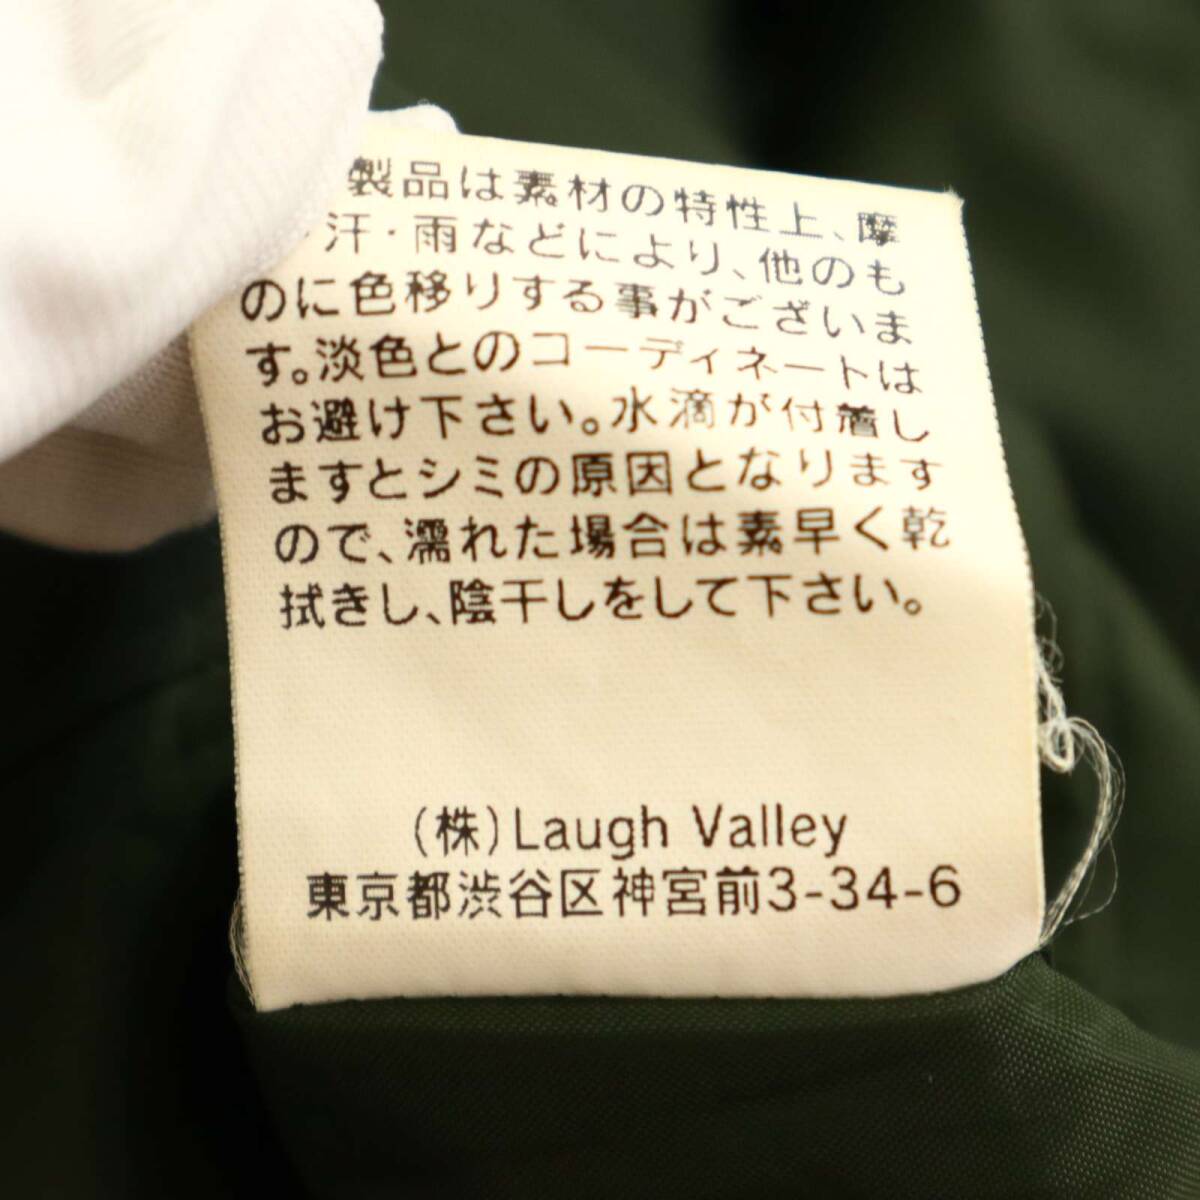 製品は素材の特性上、摩
・汗・雨などにより、他のも
のに色移りする事がございま
す。淡色とのコーディネートは
お避け下さい。水滴が付着し
ますとシミの原因となります
ので、濡れた場合は素早く乾
拭きし、陰干しをして下さい。
(株)Laugh Valley
東京都渋谷区神宮前3-34-6